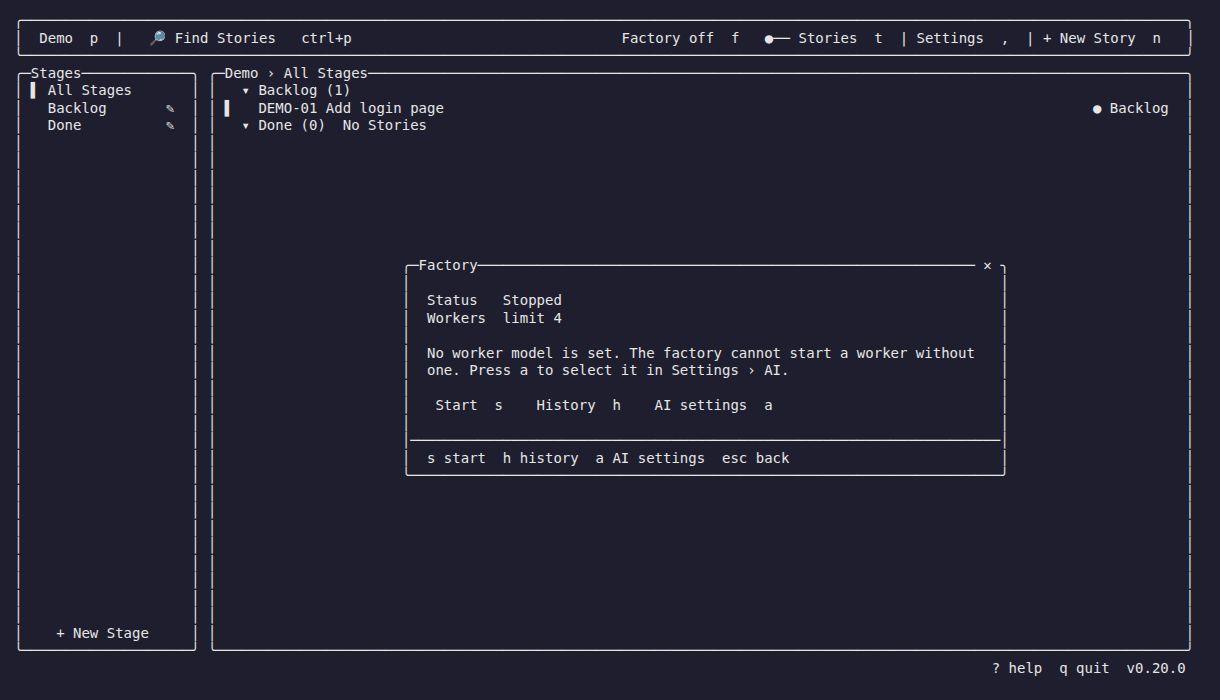 Demo  p  |   🔎 Find Stories   ctrl+p   Factory off  f   ●── Stories  t  | Settings  ,  | + New Story  n
Stages
All Stages
Backlog ✎
Done ✎
+ New Stage
Demo › All Stages
▾ Backlog (1)
DEMO-01 Add login page   ● Backlog
▾ Done (0)  No Stories
Factory ✕
Status   Stopped
Workers  limit 4
No worker model is set. The factory cannot start a worker without
one. Press a to select it in Settings › AI.
Start  s    History  h    AI settings  a
s start  h history  a AI settings  esc back
? help  q quit  v0.20.0